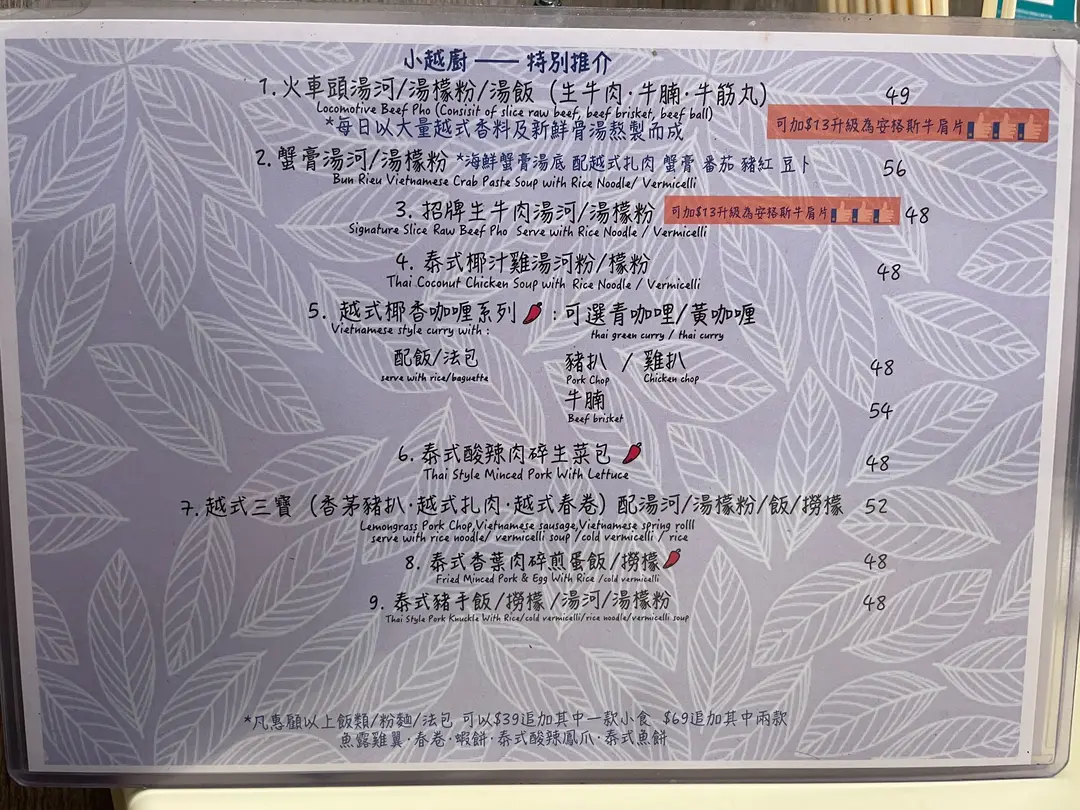 小越廚 —— 特別推介
1. 火車頭湯河/湯檬粉/湯飯 (生牛肉·牛腩·牛筋丸) 49
Locomotive Beef Pho (Consisit of slice raw beef, beef brisket, beef ball)
*每日以大量越式香料及新鮮骨湯熬製而成
可加$13升級為安格斯牛肩片
2. 蟹膏湯河/湯檬粉 *海鮮蟹膏湯底 配越式扎肉 蟹膏 番茄 豬紅 豆卜 56
Bun Rieu Vietnamese Crab Paste Soup with Rice Noodle/ Vermicelli
3. 招牌生牛肉湯河/湯檬粉 可加$13升級為安格斯牛肩片 48
Signature Slice Raw Beef Pho Serve with Rice Noodle / Vermicelli
4. 泰式椰汁雞湯河粉/檬粉 48
Thai Coconut Chicken Soup with Rice Noodle / Vermicelli
5. 越式椰香咖喱系列 : 可選青咖哩/黃咖喱
Vietnamese style curry with : thai green curry / thai curry
配飯/法包 豬扒 / 雞扒 48
serve with rice/baguette Pork Chop Chicken chop
牛腩 54
Beef brisket
6. 泰式酸辣肉碎生菜包 48
Thai Style Minced Pork With Lettuce
7. 越式三寶 (香茅豬扒·越式扎肉·越式春卷) 配湯河/湯檬粉/飯/撈檬 52
Lemongrass Pork Chop,Vietnamese sausage,Vietnamese spring rolll
serve with rice noodle/ vermicelli soup /cold vermicelli / rice
8. 泰式香葉肉碎煎蛋飯/撈檬 48
Fried Minced Pork & Egg With Rice /cold vermicelli
9. 泰式豬手飯/撈檬/湯河/湯檬粉 48
Thai Style Pork Knuckle With Rice/cold vermicelli/rice noodle/vermicelli soup
*凡惠顧以上飯類/粉麵/法包 可以$39追加其中一款小食 $69追加其中兩款
魚露雞翼·春卷·蝦餅·泰式酸辣鳳爪·泰式魚餅